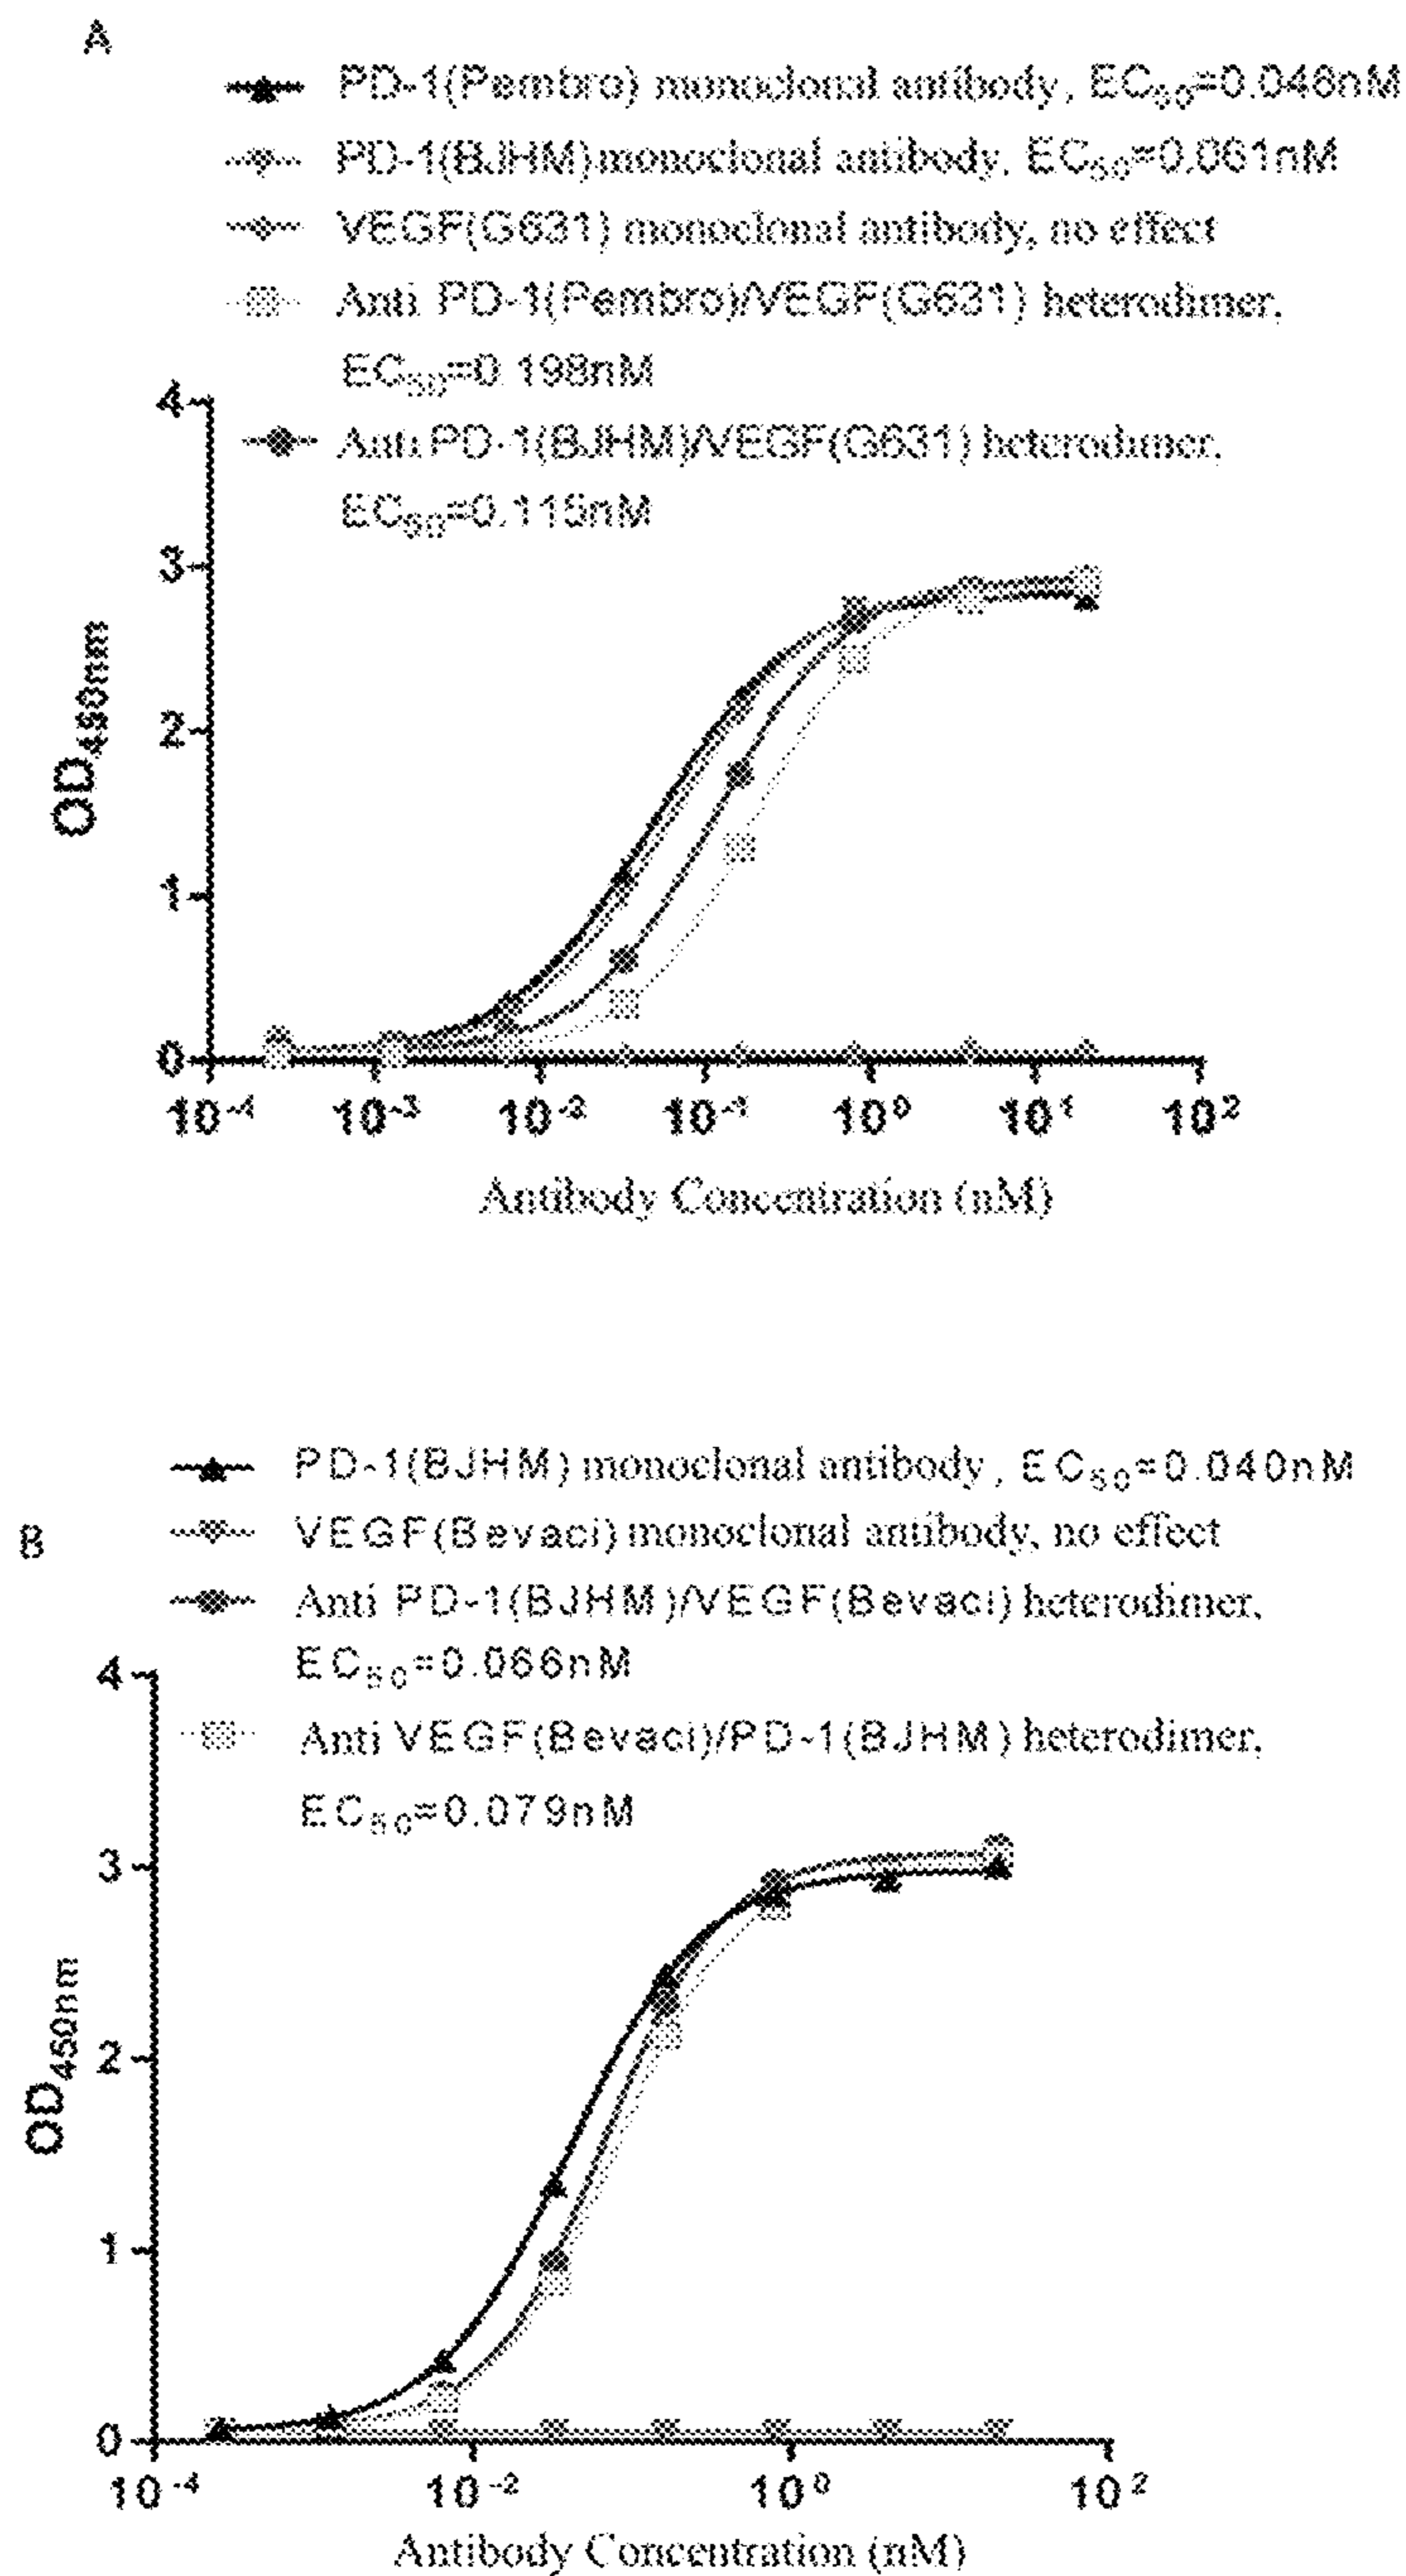 A
PD-1(Pembro) monoclonal antibody, EC50=0.046nM
PD-1(BJHM)monoclonal antibody, EC50=0.061nM
VEGF(G631) monoclonal antibody, no effect
Anti PD-1(Pembro)/VEGF(G631) heterodimer,
EC50=0.198nM
Anti PD-1(BJHM)/VEGF(G631) heterodimer,
EC50=0.115nM
4
3
2
1
0
OD450nm
10-4 10-3 10-2 10-1 100 101 102
Antibody Concentration (nM)
PD-1(BJHM) monoclonal antibody, EC50=0.040nM
B
VEGF(Bevaci) monoclonal antibody, no effect
Anti PD-1(BJHM)/VEGF(Bevaci) heterodimer,
EC50=0.066nM
Anti VEGF(Bevaci)/PD-1(BJHM) heterodimer,
EC50=0.079nM
4
3
2
1
0
OD450nm
10-4 10-2 100 102
Antibody Concentration (nM)